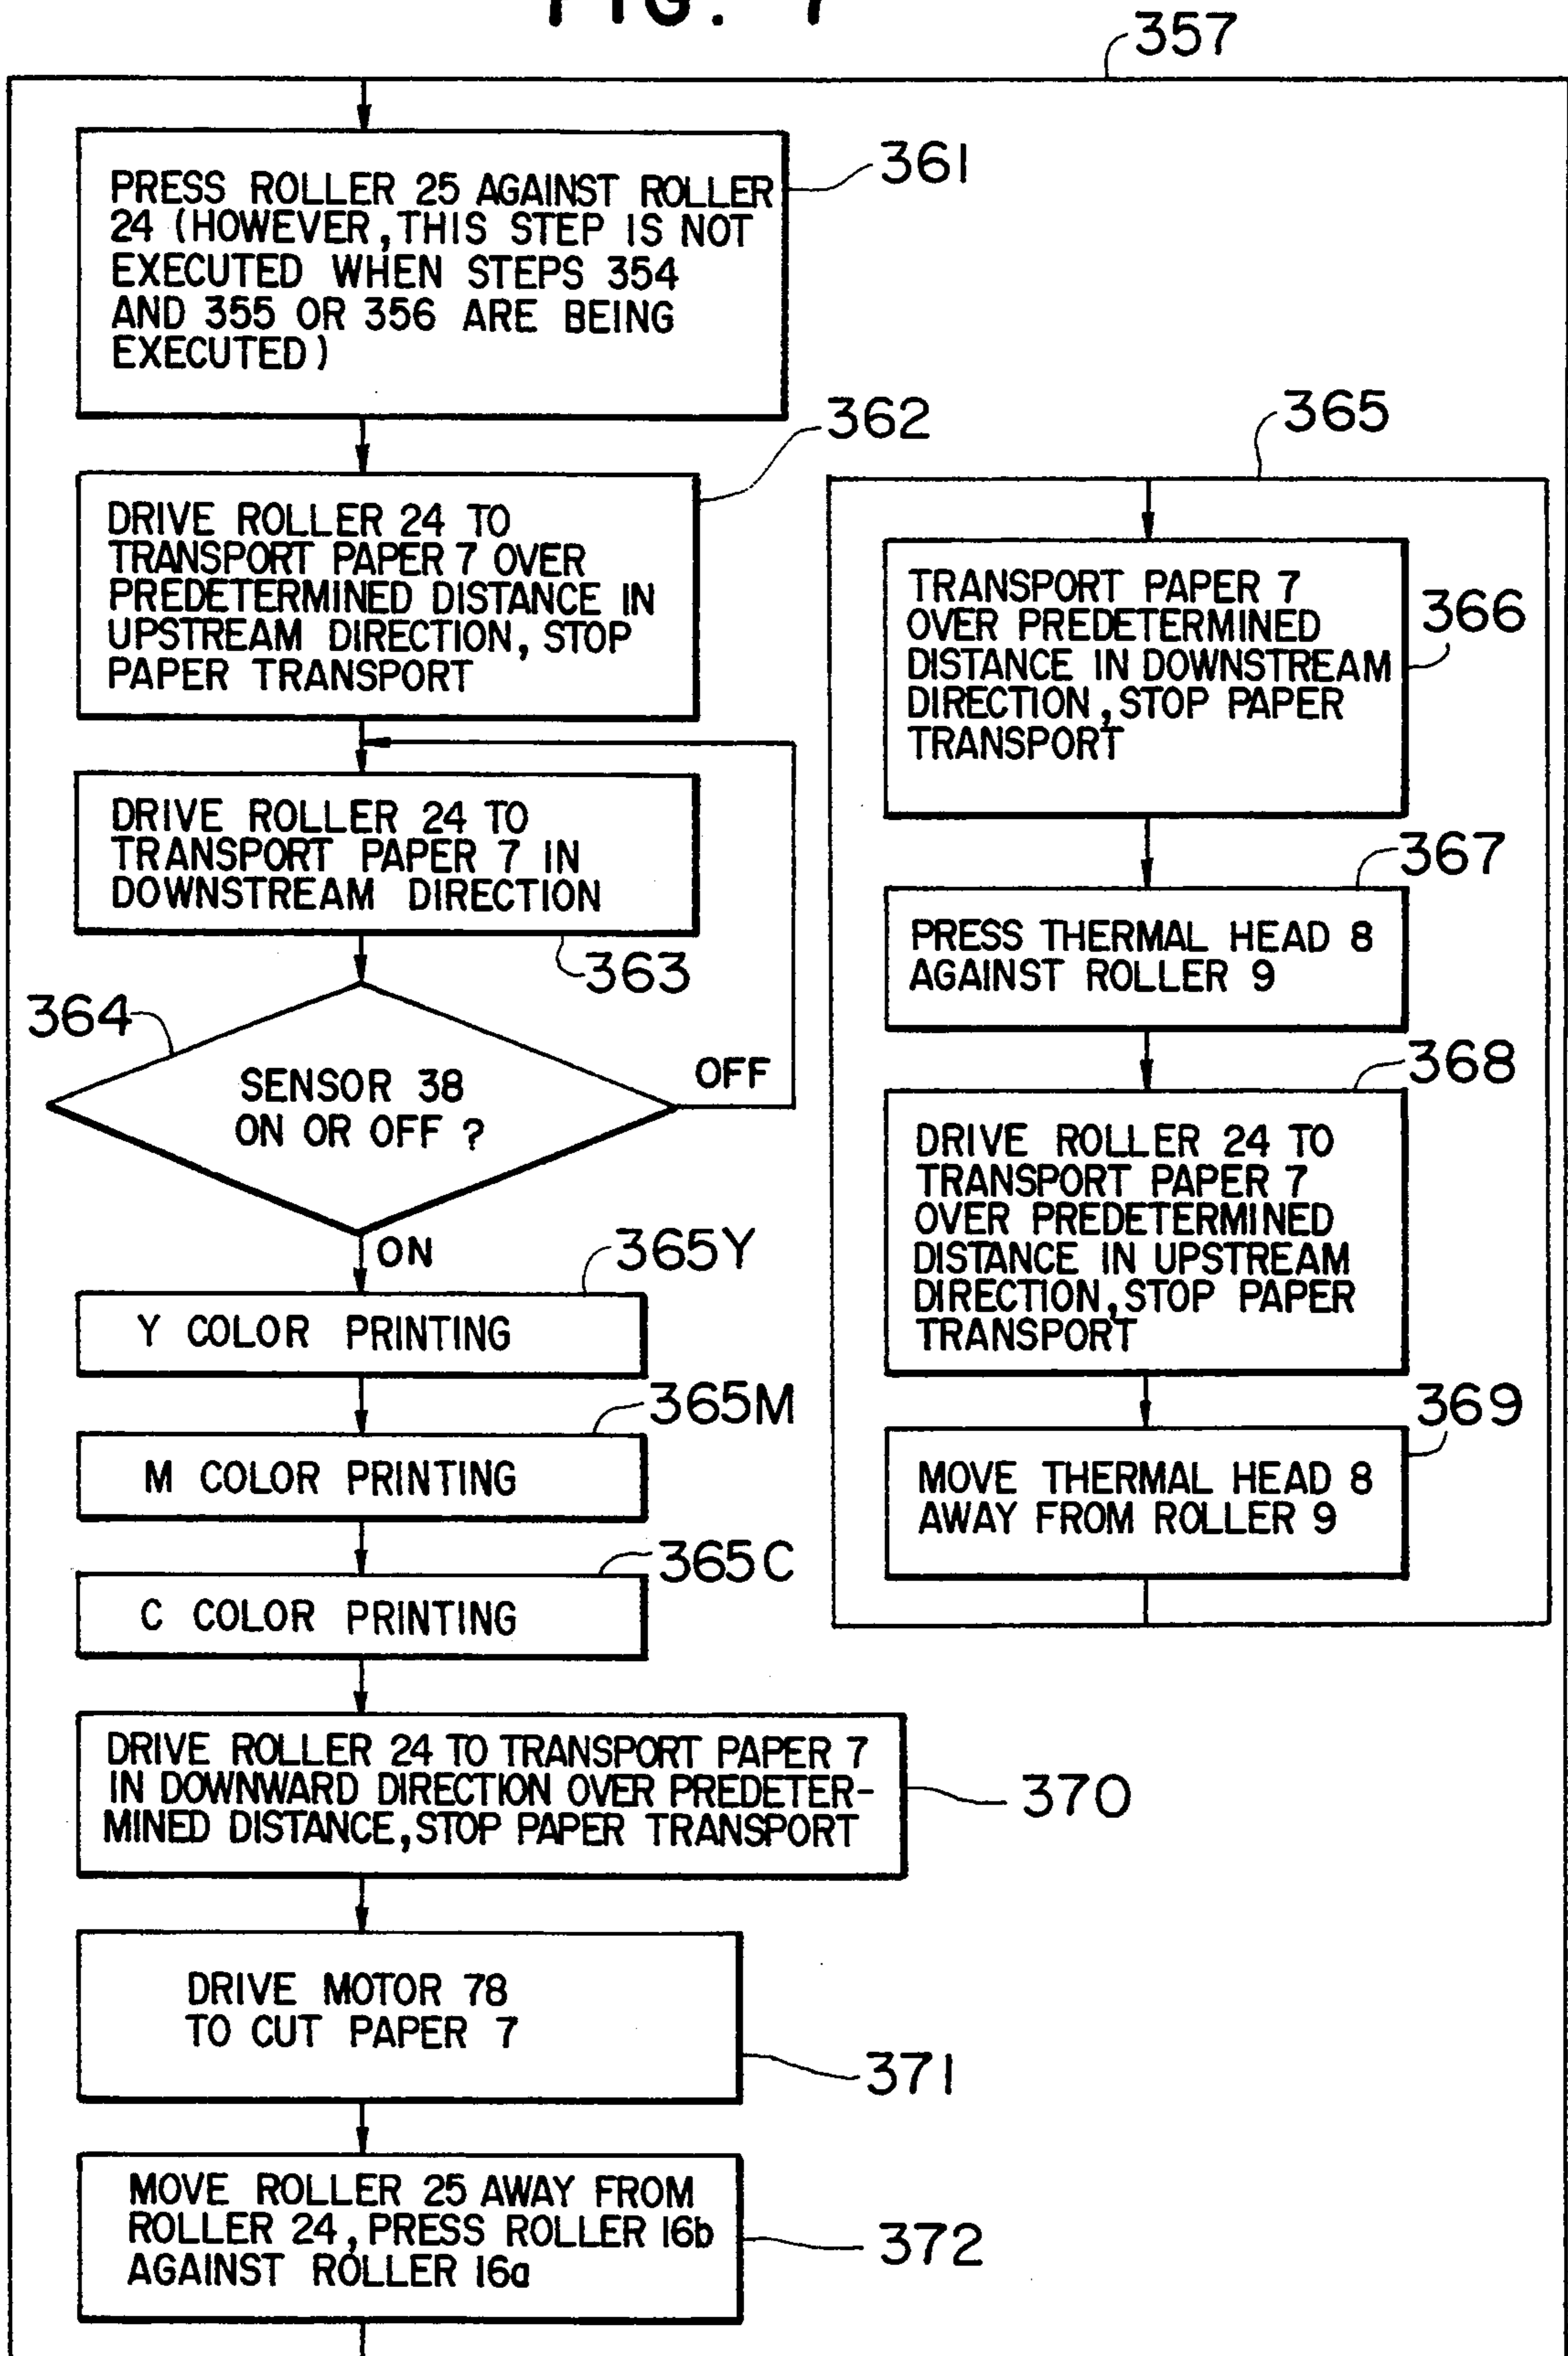 FIG. 7
357
361
PRESS ROLLER 25 AGAINST ROLLER
24 (HOWEVER, THIS STEP IS NOT
EXECUTED WHEN STEPS 354
AND 355 OR 356 ARE BEING
EXECUTED)
362
DRIVE ROLLER 24 TO
TRANSPORT PAPER 7 OVER
PREDETERMINED DISTANCE IN
UPSTREAM DIRECTION, STOP
PAPER TRANSPORT
DRIVE ROLLER 24 TO
TRANSPORT PAPER 7 IN
DOWNSTREAM DIRECTION
363
364
SENSOR 38
ON OR OFF ?
OFF
ON
365Y
Y COLOR PRINTING
365M
M COLOR PRINTING
365C
C COLOR PRINTING
DRIVE ROLLER 24 TO TRANSPORT PAPER 7
IN DOWNWARD DIRECTION OVER PREDETER-
MINED DISTANCE, STOP PAPER TRANSPORT
370
DRIVE MOTOR 78
TO CUT PAPER 7
371
MOVE ROLLER 25 AWAY FROM
ROLLER 24, PRESS ROLLER 16b
AGAINST ROLLER 16a
372
365
TRANSPORT PAPER 7
OVER PREDETERMINED
DISTANCE IN DOWNSTREAM
DIRECTION, STOP PAPER
TRANSPORT
366
367
PRESS THERMAL HEAD 8
AGAINST ROLLER 9
368
DRIVE ROLLER 24 TO
TRANSPORT PAPER 7
OVER PREDETERMINED
DISTANCE IN UPSTREAM
DIRECTION, STOP PAPER
TRANSPORT
369
MOVE THERMAL HEAD 8
AWAY FROM ROLLER 9